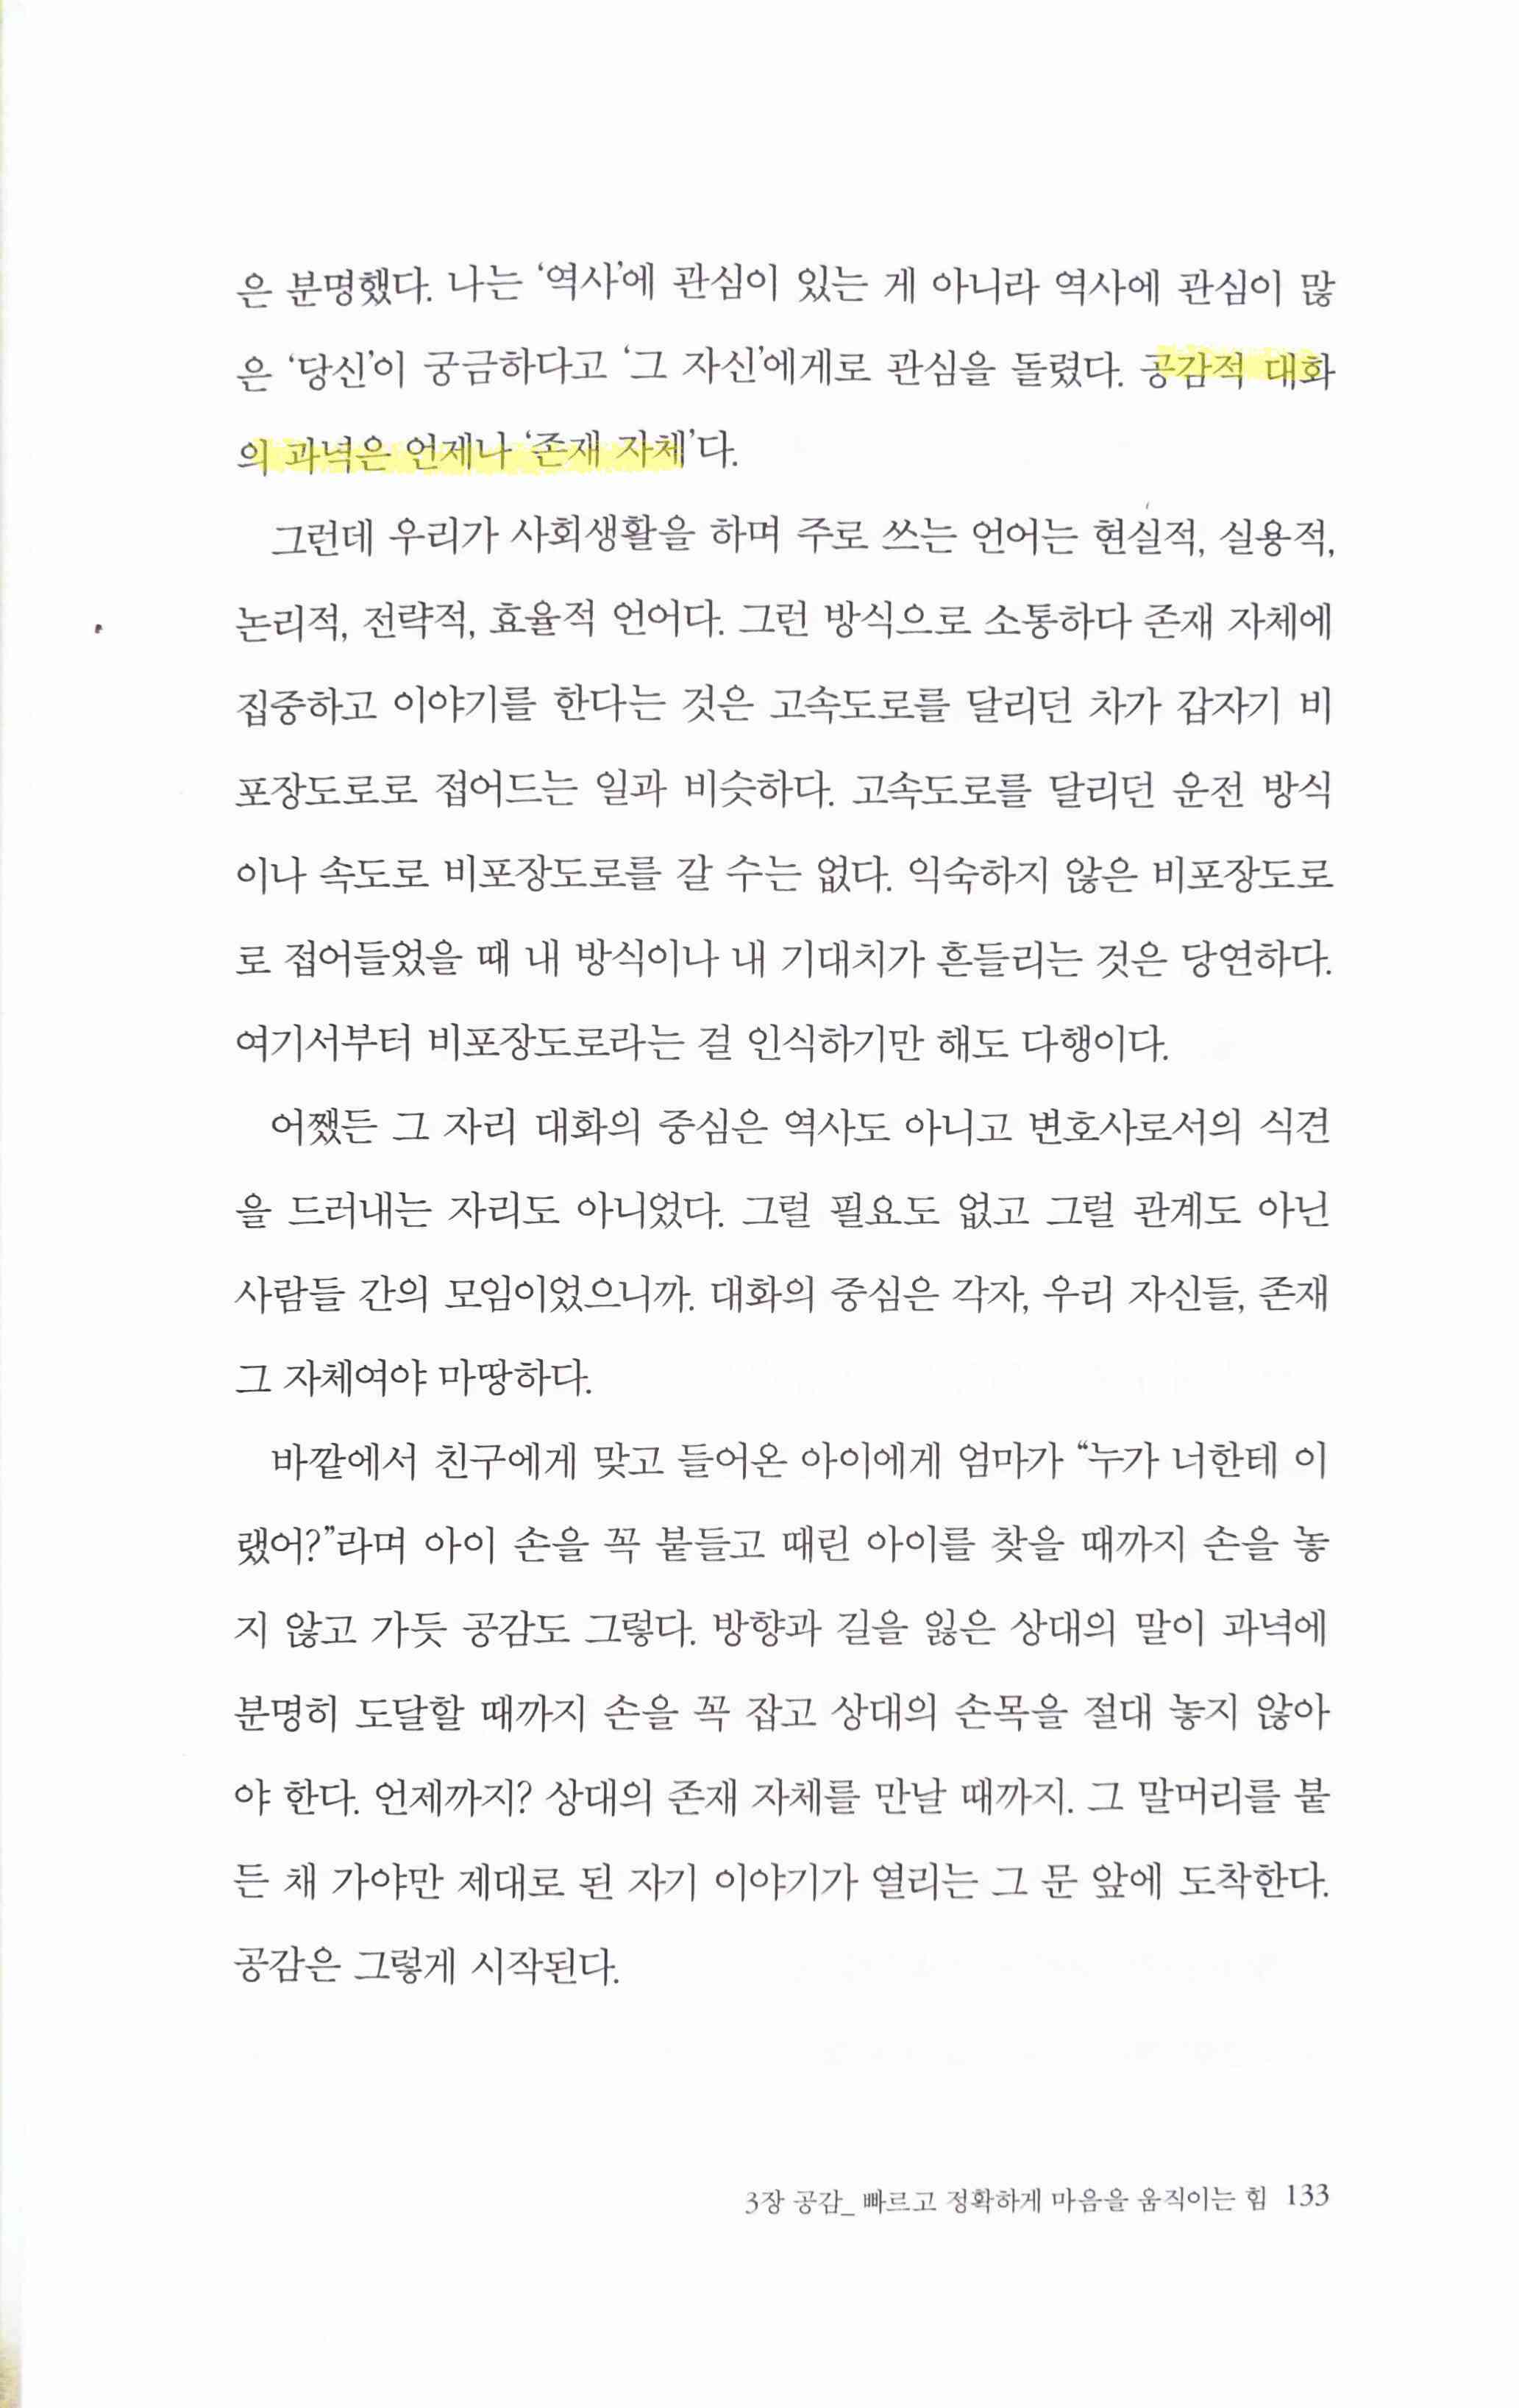 은 분명했다. 나는 ‘역사’에 관심이 있는 게 아니라 역사에 관심이 많
은 ‘당신’이 궁금하다고 ‘그 자신’에게로 관심을 돌렸다. 공감적 대화
의 과녁은 언제나 ‘존재 자체’다.
그런데 우리가 사회생활을 하며 주로 쓰는 언어는 현실적, 실용적,
논리적, 전략적, 효율적 언어다. 그런 방식으로 소통하다 존재 자체에
집중하고 이야기를 한다는 것은 고속도로를 달리던 차가 갑자기 비
포장도로로 접어드는 일과 비슷하다. 고속도로를 달리던 운전 방식
이나 속도로 비포장도로를 갈 수는 없다. 익숙하지 않은 비포장도로
로 접어들었을 때 내 방식이나 내 기대치가 흔들리는 것은 당연하다.
여기서부터 비포장도로라는 걸 인식하기만 해도 다행이다.
어쨌든 그 자리 대화의 중심은 역사도 아니고 변호사로서의 식견
을 드러내는 자리도 아니었다. 그럴 필요도 없고 그럴 관계도 아닌
사람들 간의 모임이었으니까. 대화의 중심은 각자, 우리 자신들, 존재
그 자체여야 마땅하다.
바깥에서 친구에게 맞고 들어온 아이에게 엄마가 “누가 너한테 이
랬어?”라며 아이 손을 꼭 붙들고 때린 아이를 찾을 때까지 손을 놓
지 않고 가듯 공감도 그렇다. 방향과 길을 잃은 상대의 말이 과녁에
분명히 도달할 때까지 손을 꼭 잡고 상대의 손목을 절대 놓지 않아
야 한다. 언제까지? 상대의 존재 자체를 만날 때까지. 그 말머리를 붙
든 채 가야만 제대로 된 자기 이야기가 열리는 그 문 앞에 도착한다.
공감은 그렇게 시작된다.
3장 공감_ 빠르고 정확하게 마음을 움직이는 힘 133